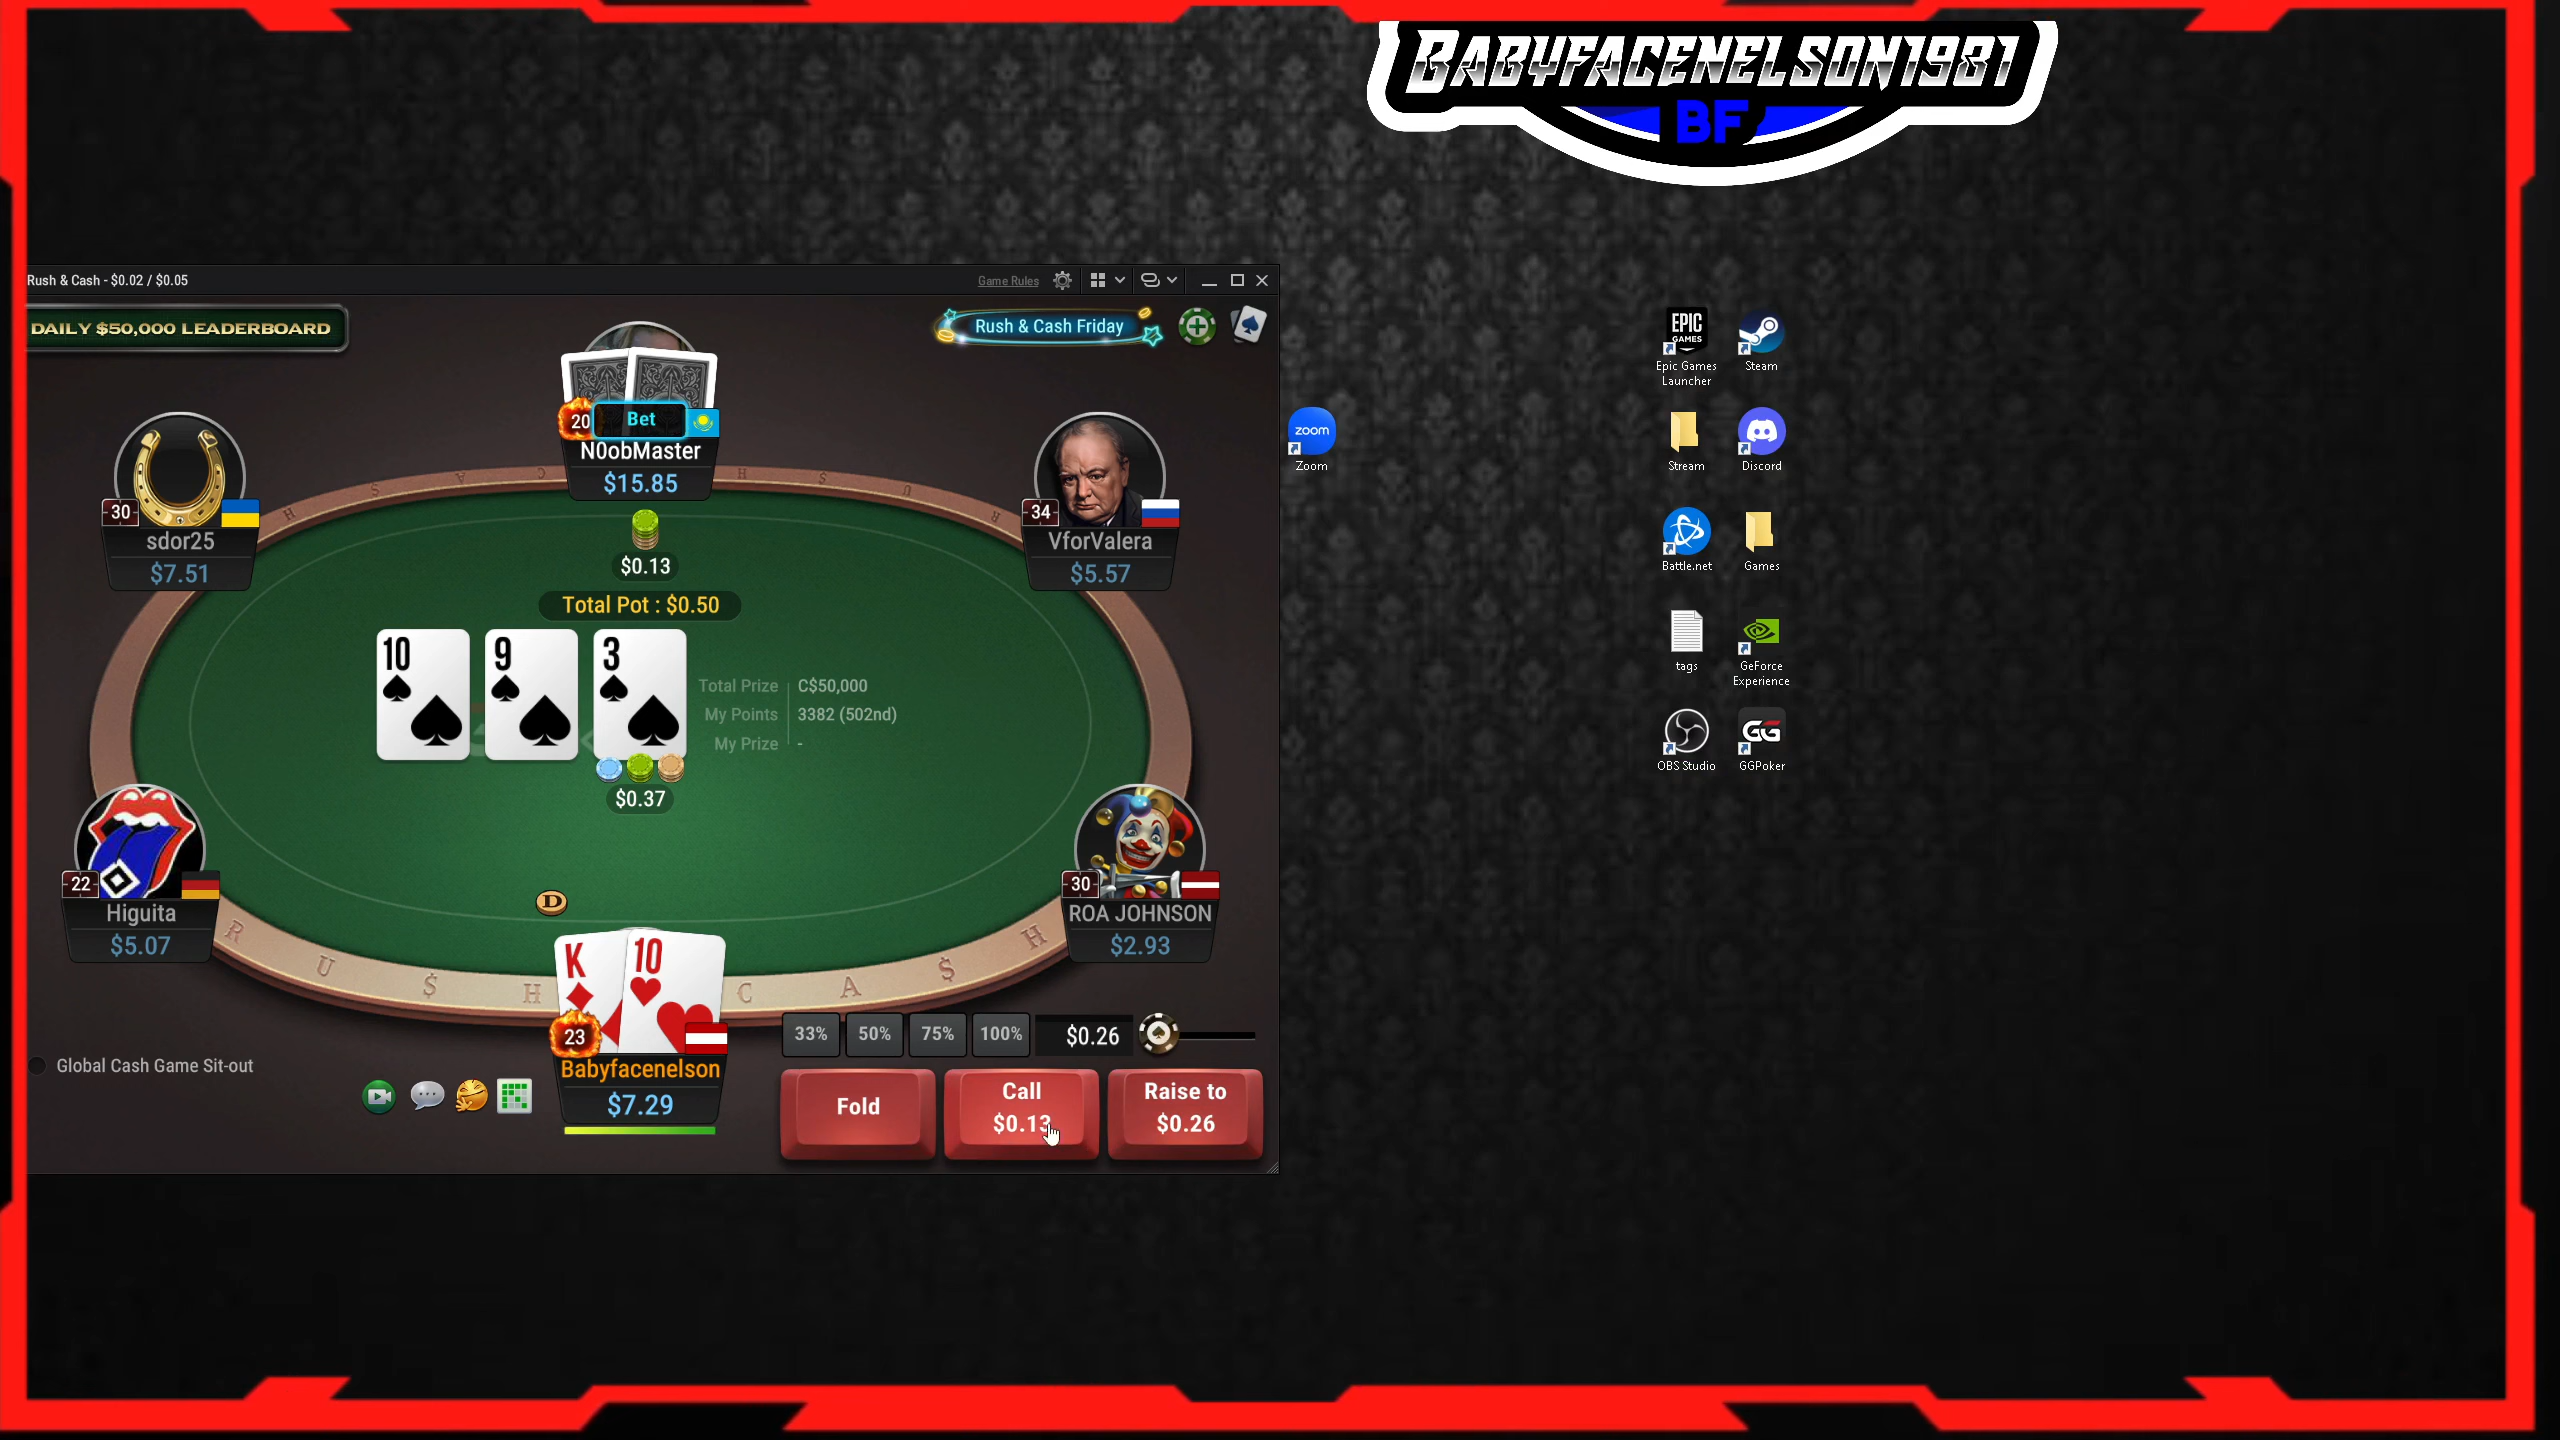 BABYFACENELSON1981
BF
Rush & Cash - $0.02 / $0.05
Game Rules
DAILY $50,000 LEADERBOARD
Rush & Cash Friday
20
Bet
N0obMaster
$15.85
30
sdor25
$7.51
34
VforValera
$5.57
$0.13
Total Pot : $0.50
10
9
3
Total Prize C$50,000
My Points 3382 (502nd)
My Prize -
$0.37
22
Higuita
$5.07
30
ROA JOHNSON
$2.93
D
R U $ H C A $ H
K
10
23
Babyfacenelson
$7.29
33%
50%
75%
100%
$0.26
Global Cash Game Sit-out
Fold
Call
$0.13
Raise to
$0.26
zoom
Zoom
EPIC
GAMES
Epic Games
Launcher
Steam
Stream
Discord
Battle.net
Games
tags
GeForce
Experience
OBS Studio
GG
GGPoker